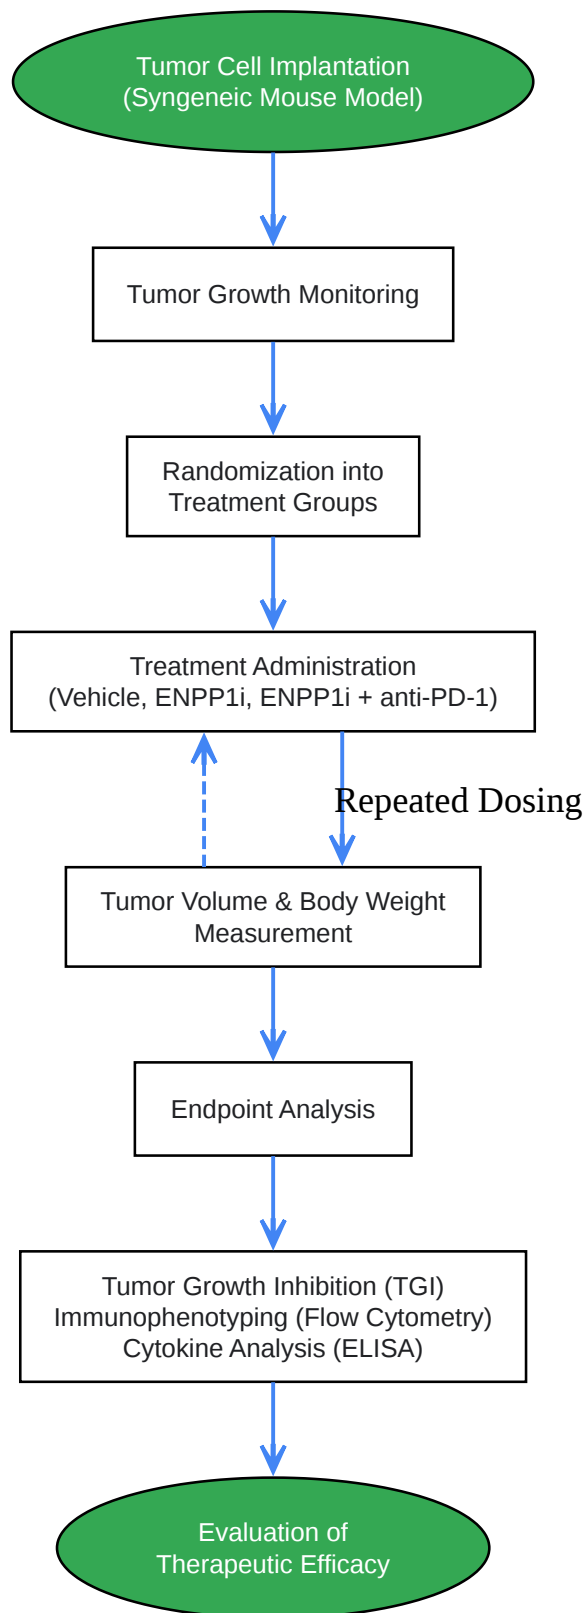 Tumor Cell Implantation
(Syngeneic Mouse Model)
Tumor Growth Monitoring
Randomization into
Treatment Groups
Treatment Administration
(Vehicle, ENPP1i, ENPP1i + anti-PD-1)
Repeated Dosing
Tumor Volume & Body Weight
Measurement
Endpoint Analysis
Tumor Growth Inhibition (TGI)
Immunophenotyping (Flow Cytometry)
Cytokine Analysis (ELISA)
Evaluation of
Therapeutic Efficacy